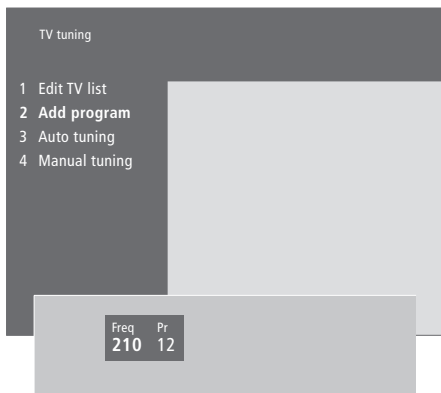 TV tuning
1 Edit TV list
2 Add program
3 Auto tuning
4 Manual tuning
Freq Pr
210 12